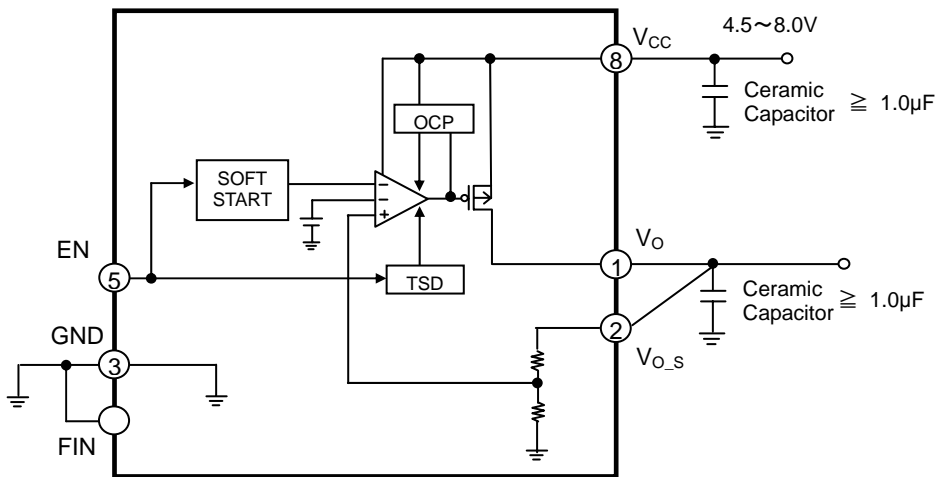 4.5～8.0V
VCC
8
Ceramic
Capacitor ≧ 1.0µF
OCP
SOFT
START
−
−
+
EN
5
TSD
VO
1
Ceramic
Capacitor ≧ 1.0µF
2
VO_S
GND
3
FIN